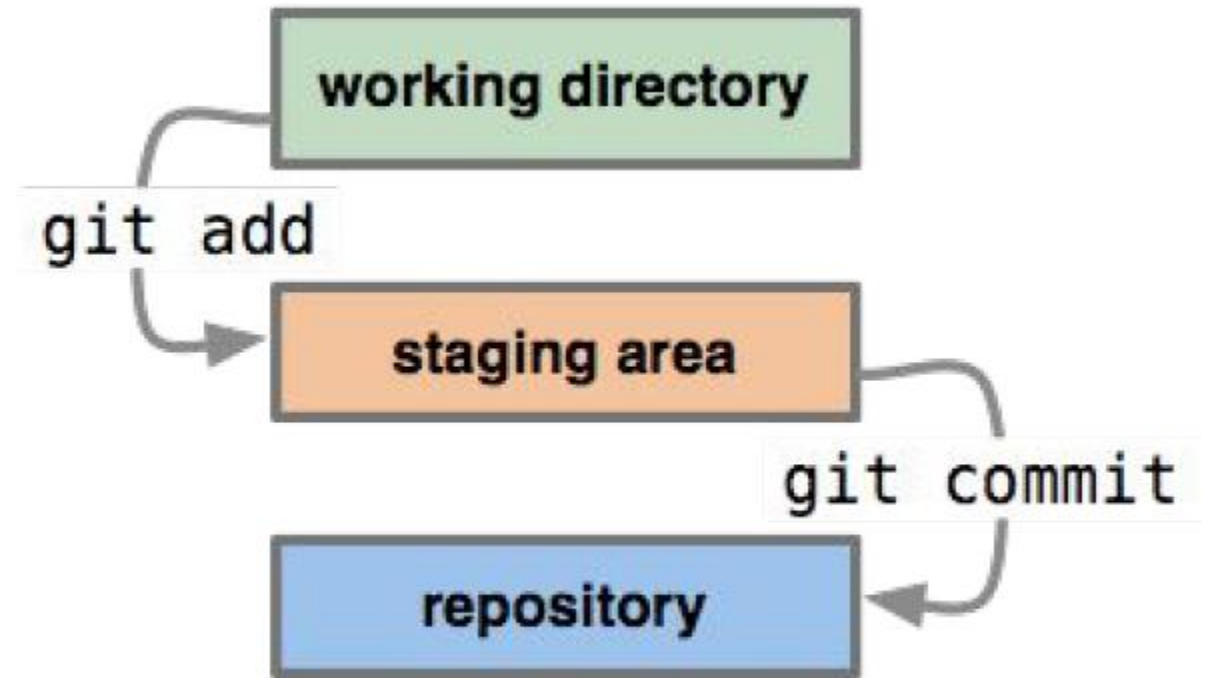 working directory
git add
staging area
git commit
repository